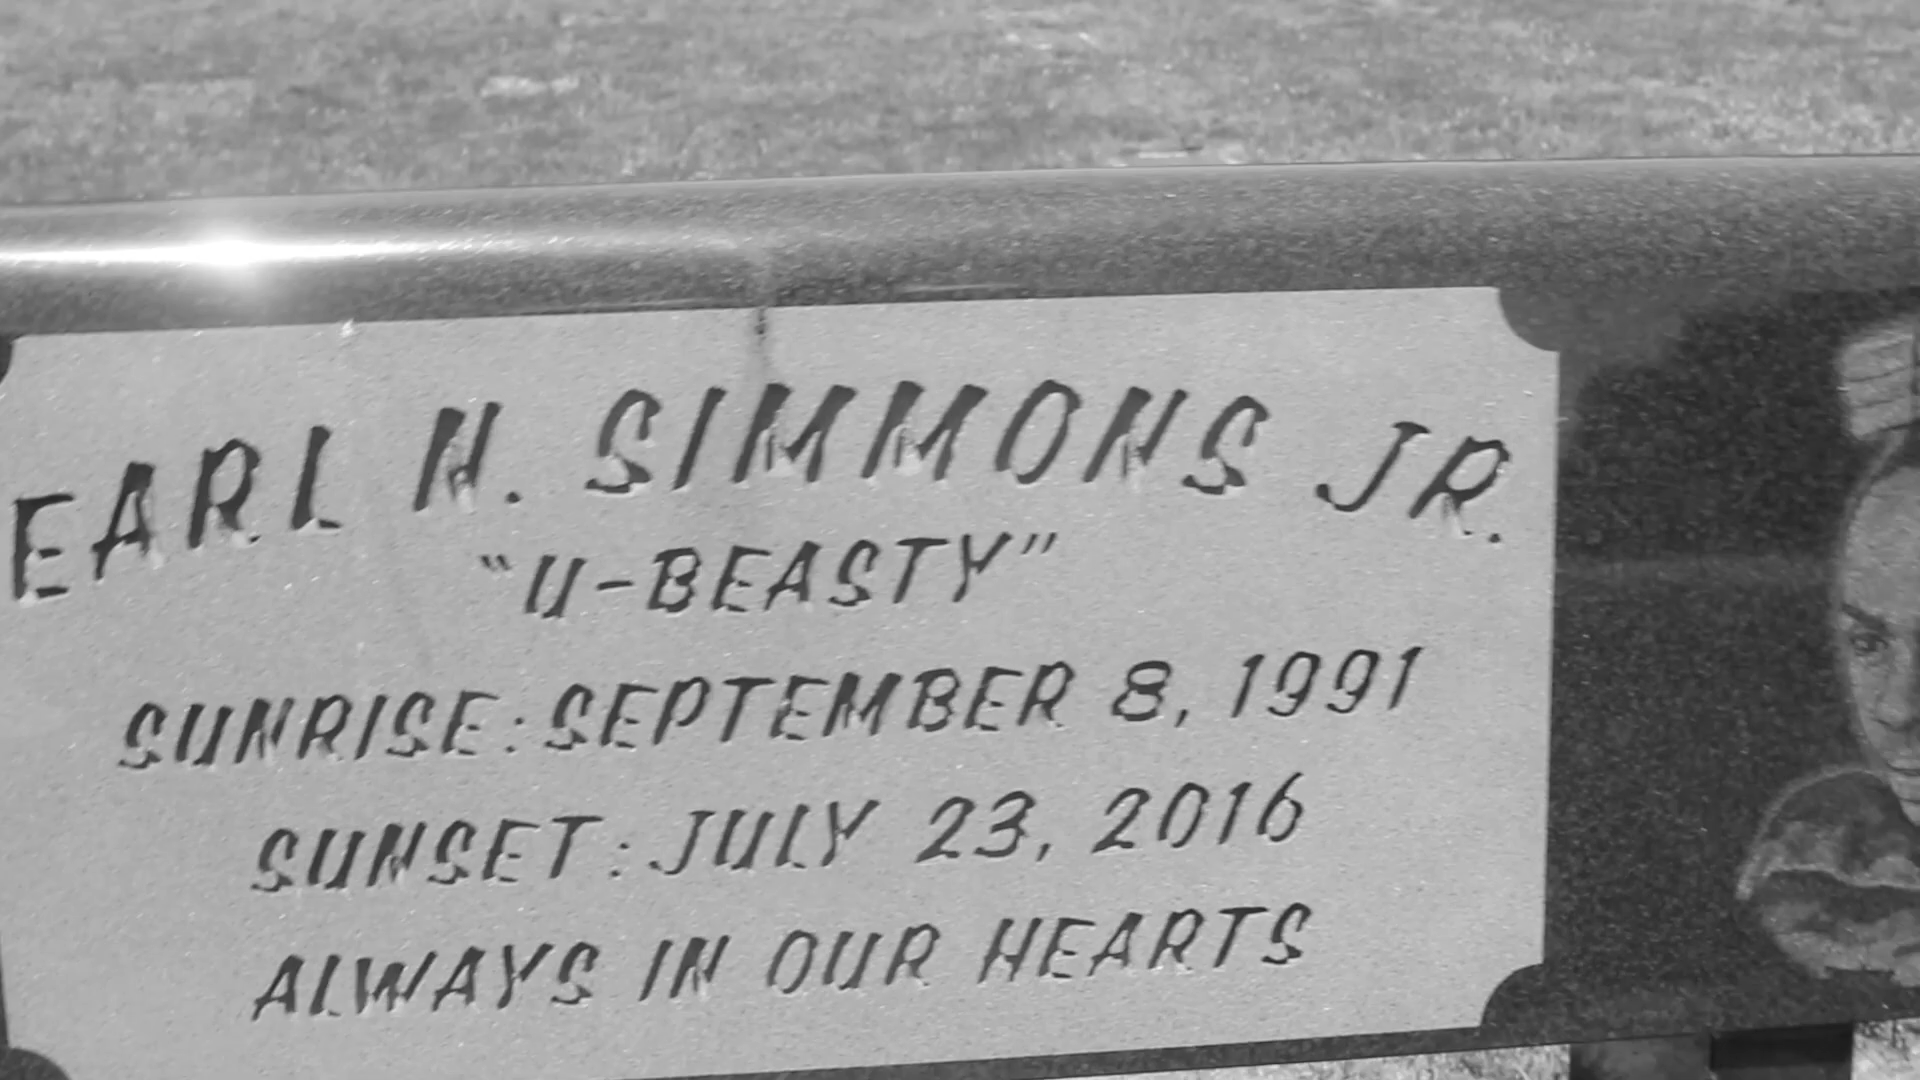 EARL N. SIMMONS JR.
"U-BEASTY"
SUNRISE: SEPTEMBER 8, 1991
SUNSET: JULY 23, 2016
ALWAYS IN OUR HEARTS